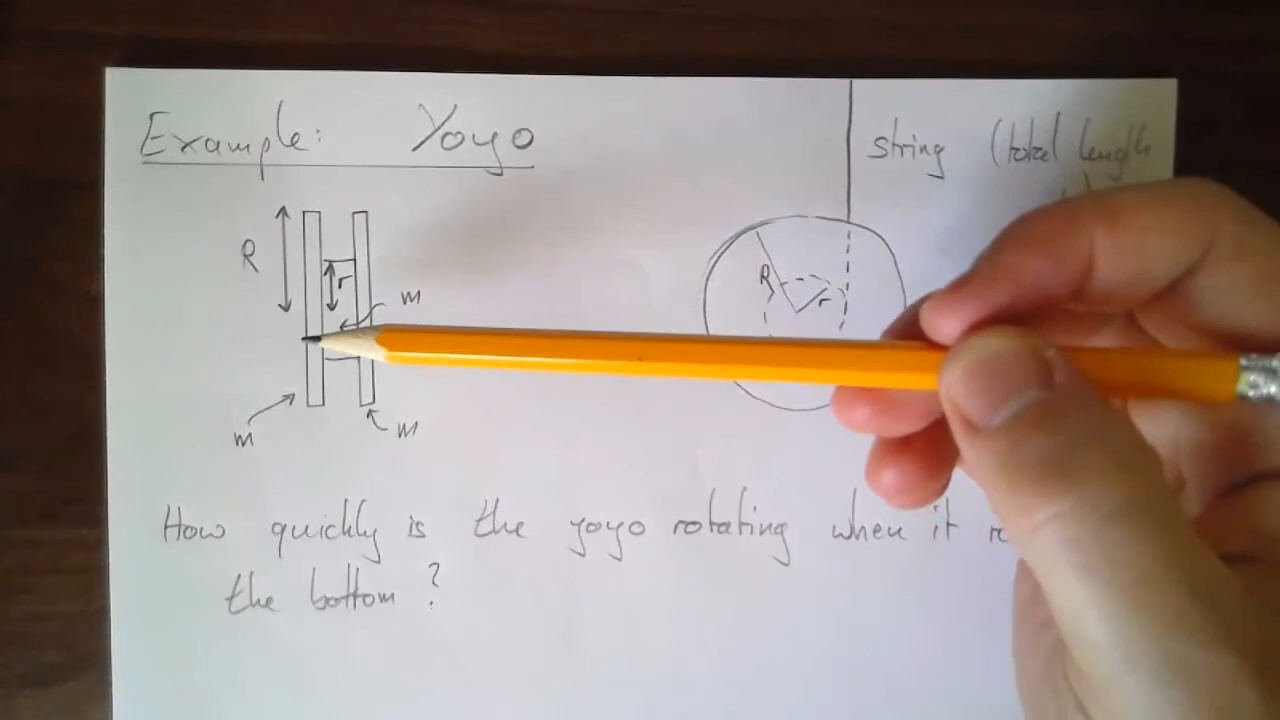 Example: Yoyo
string (total length
R
r
m
R
r
m
m
How quickly is the yoyo rotating when it
the bottom?